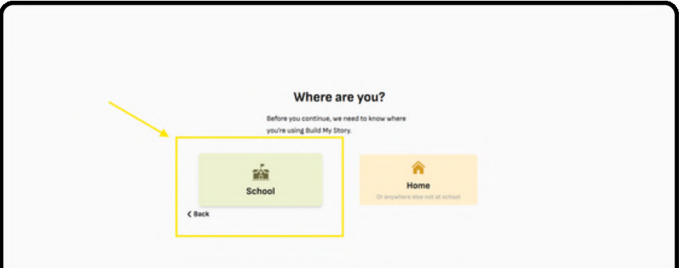 Where are you?
Before you continue, we need to know where
you're using Build My Story.
School
Home
Or anywhere else not at school
Back